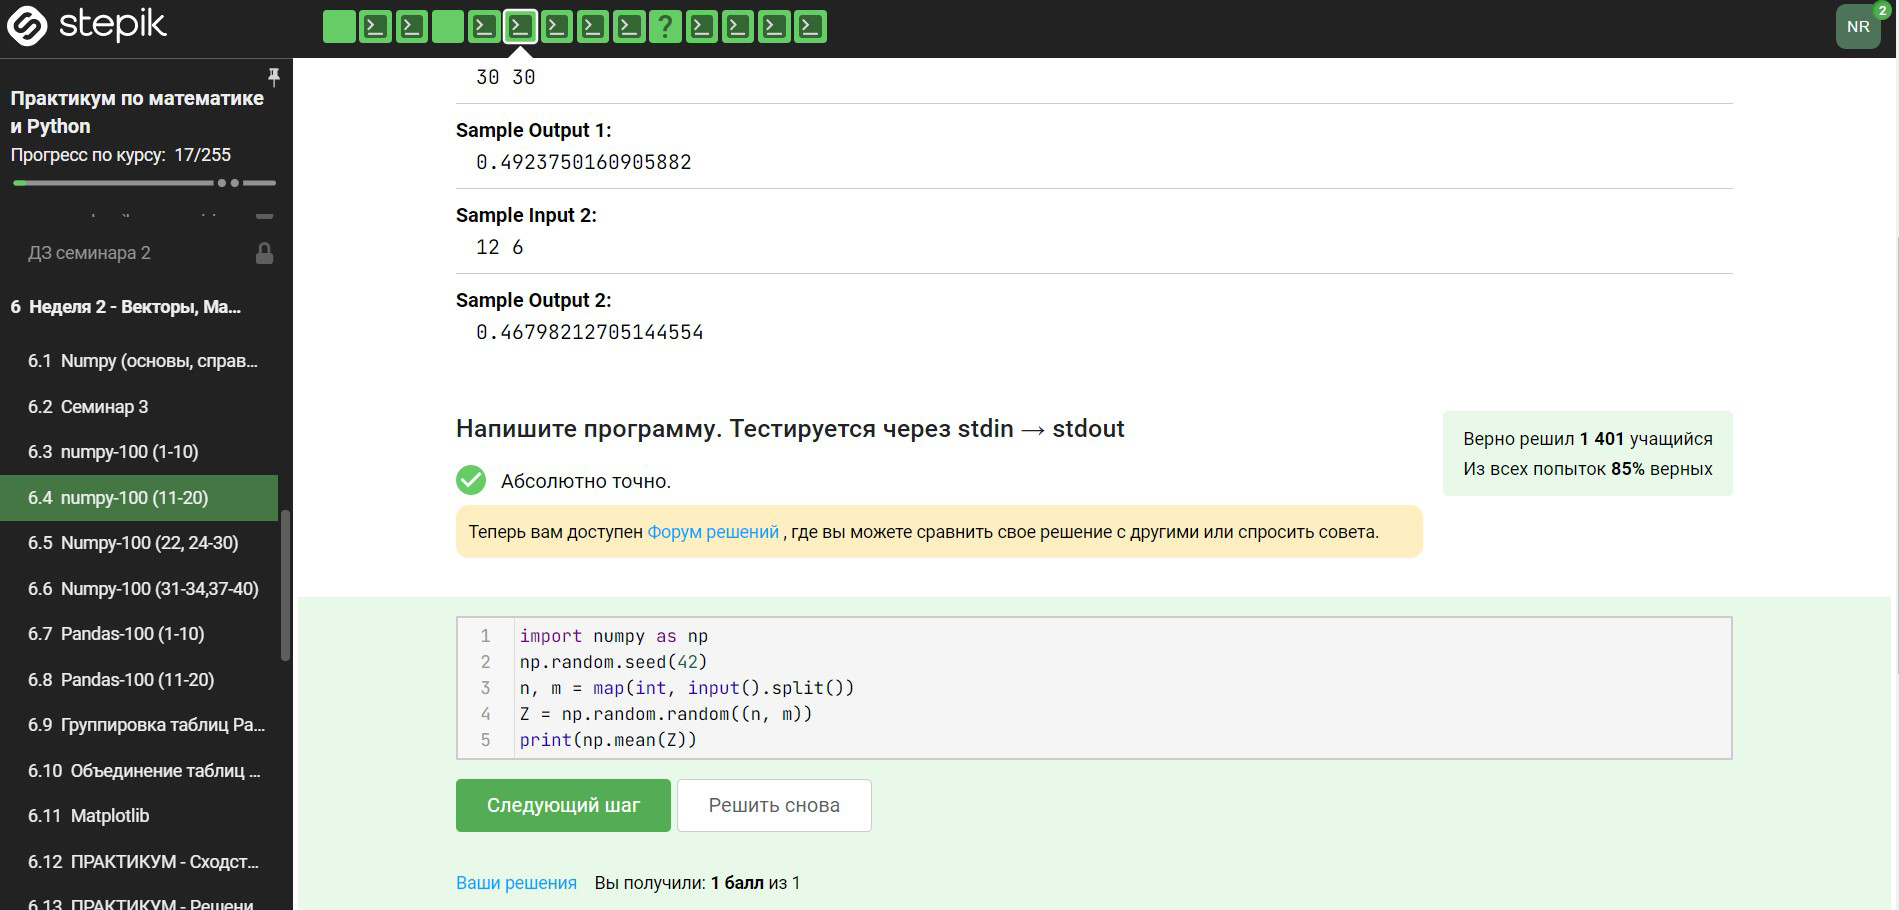 stepik
NR
2
Практикум по математике
и Python
Прогресс по курсу: 17/255
ДЗ семинара 2
6 Неделя 2 - Векторы, Ма...
6.1 Numpy (основы, справ...
6.2 Семинар 3
6.3 numpy-100 (1-10)
6.4 numpy-100 (11-20)
6.5 Numpy-100 (22, 24-30)
6.6 Numpy-100 (31-34,37-40)
6.7 Pandas-100 (1-10)
6.8 Pandas-100 (11-20)
6.9 Группировка таблиц Pa...
6.10 Объединение таблиц ...
6.11 Matplotlib
6.12 ПРАКТИКУМ - Сходст...
6.13 ПРАКТИКУМ - Решени...
30 30
Sample Output 1:
0.4923750160905882
Sample Input 2:
12 6
Sample Output 2:
0.46798212705144554
Напишите программу. Тестируется через stdin → stdout
Верно решил 1 401 учащийся
Из всех попыток 85% верных
Абсолютно точно.
Теперь вам доступен Форум решений , где вы можете сравнить свое решение с другими или спросить совета.
1 import numpy as np
2 np.random.seed(42)
3 n, m = map(int, input().split())
4 Z = np.random.random((n, m))
5 print(np.mean(Z))
Следующий шаг
Решить снова
Ваши решения Вы получили: 1 балл из 1